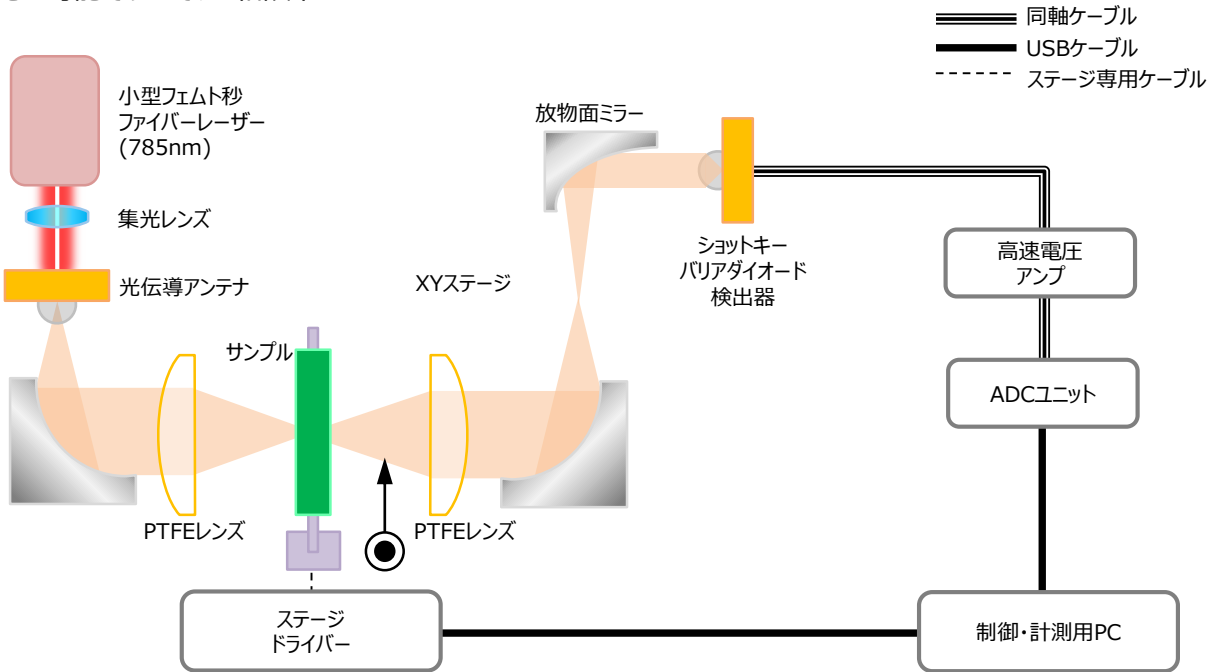 同軸ケーブル
USBケーブル
ステージ専用ケーブル
小型フェムト秒
ファイバーレーザー
(785nm)
放物面ミラー
集光レンズ
ショットキー
バリアダイオード
検出器
高速電圧
アンプ
光伝導アンテナ
XYステージ
サンプル
ADCユニット
PTFEレンズ
PTFEレンズ
ステージ
ドライバー
制御・計測用PC